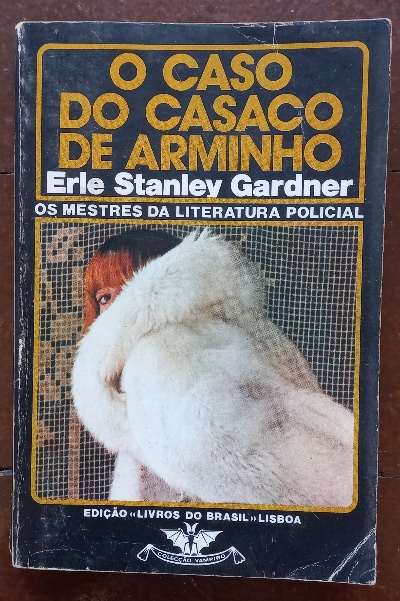 O CASO
DO CASACO
DE ARMINHO
Erle Stanley Gardner
OS MESTRES DA LITERATURA POLICIAL
EDIÇÃO «LIVROS DO BRASIL» LISBOA
COLECÇÃO VAMPIRO